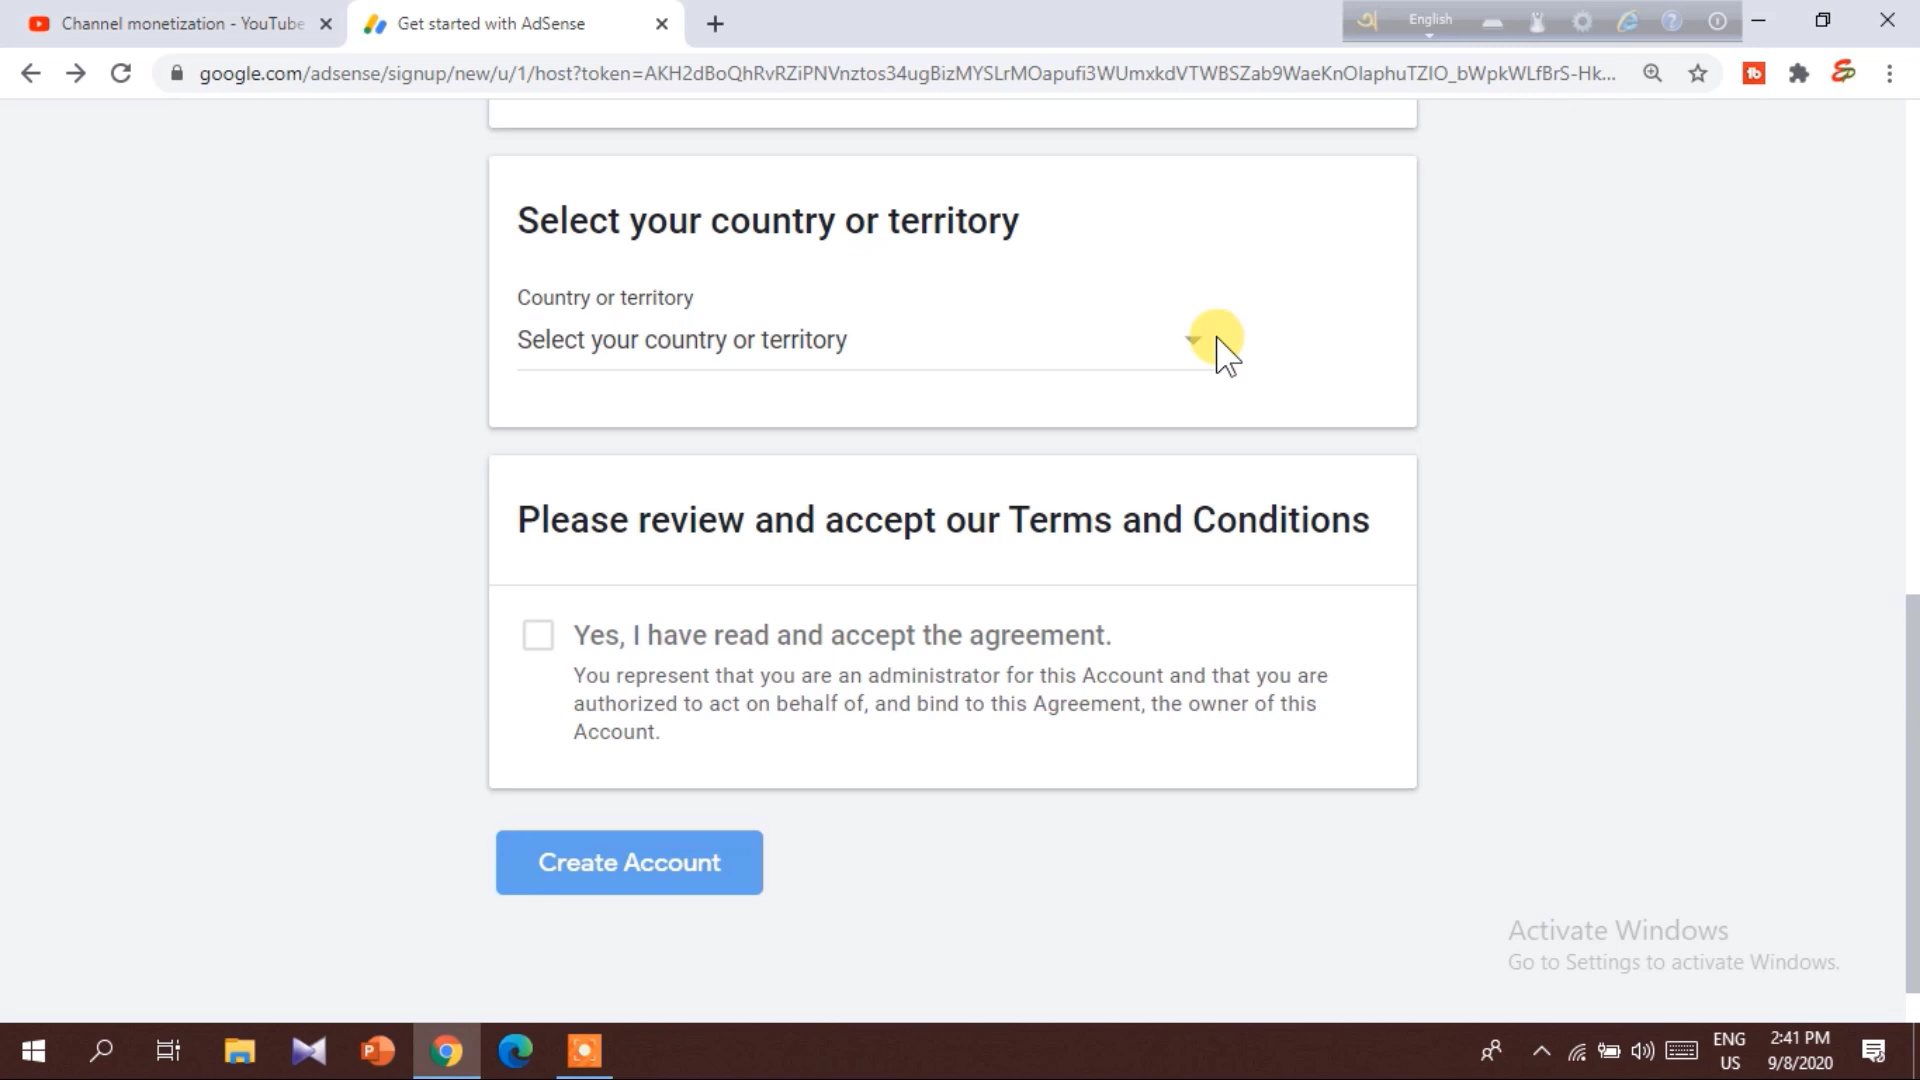 Channel monetization - YouTube
Get started with AdSense
English
google.com/adsense/signup/new/u/1/host?token=AKH2dBoQhRvRZiPNVnztos34ugBizMYSLrMOapufi3WUmxkdVTWBSZab9WaeKnOlaphuTZIO_bWpkWLfBrS-Hk...
Select your country or territory
Country or territory
Select your country or territory
Please review and accept our Terms and Conditions
Yes, I have read and accept the agreement.
You represent that you are an administrator for this Account and that you are
authorized to act on behalf of, and bind to this Agreement, the owner of this
Account.
Create Account
Activate Windows
Go to Settings to activate Windows.
ENG
US
2:41 PM
9/8/2020